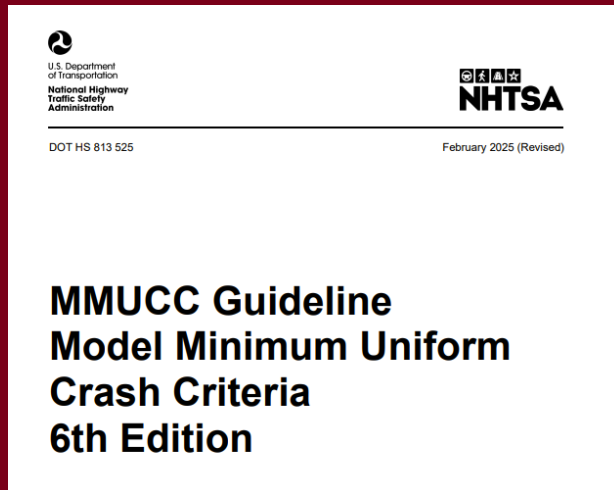 U.S. Department
of Transportation
National Highway
Traffic Safety
Administration
NHTSA
DOT HS 813 525
February 2025 (Revised)
MMUCC Guideline
Model Minimum Uniform
Crash Criteria
6th Edition